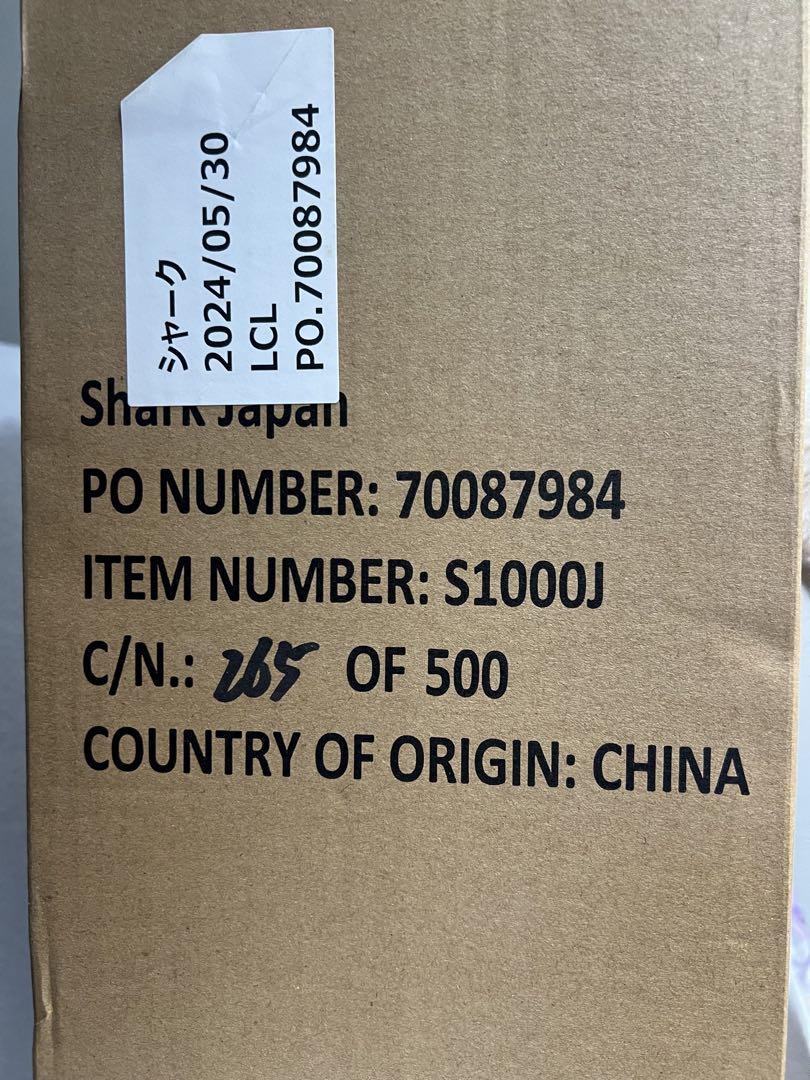 シャーク
2024/05/30
LCL
PO.70087984
Shark Japan
PO NUMBER: 70087984
ITEM NUMBER: S1000J
C/N.: 265 OF 500
COUNTRY OF ORIGIN: CHINA